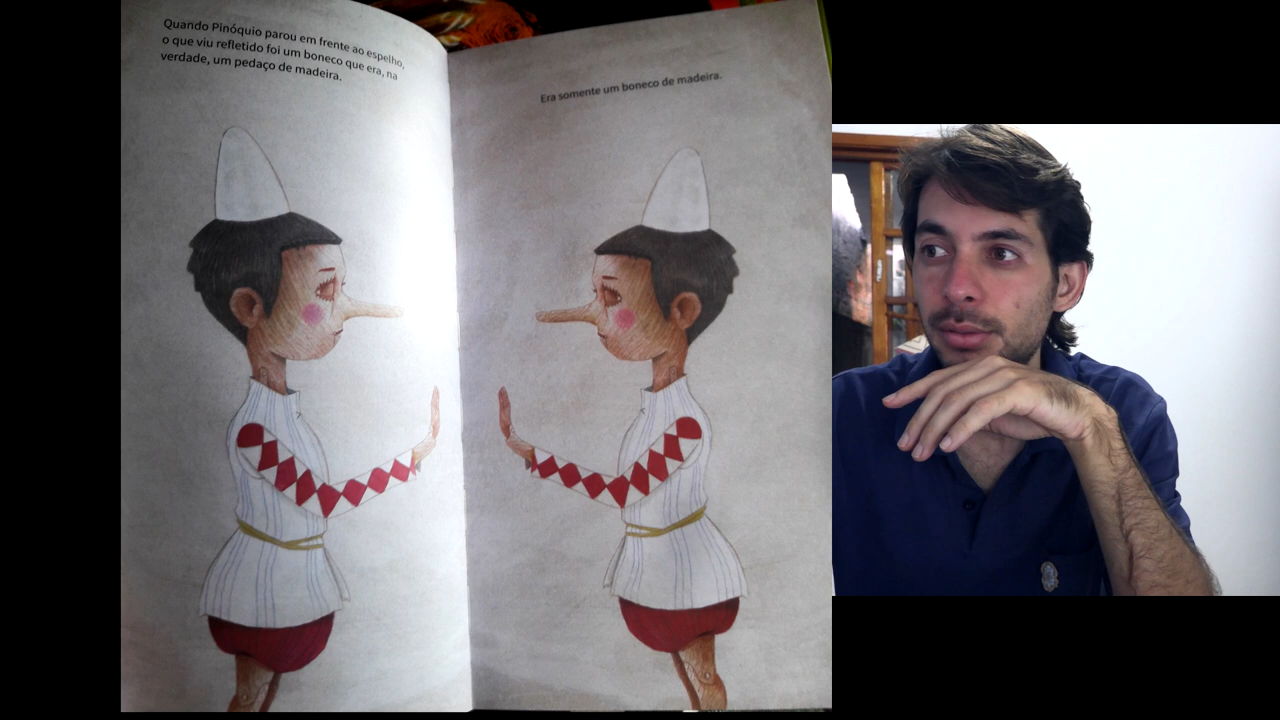 Quando Pinóquio parou em frente ao espelho,
o que viu refletido foi um boneco que era, na
verdade, um pedaço de madeira.
Era somente um boneco de madeira.